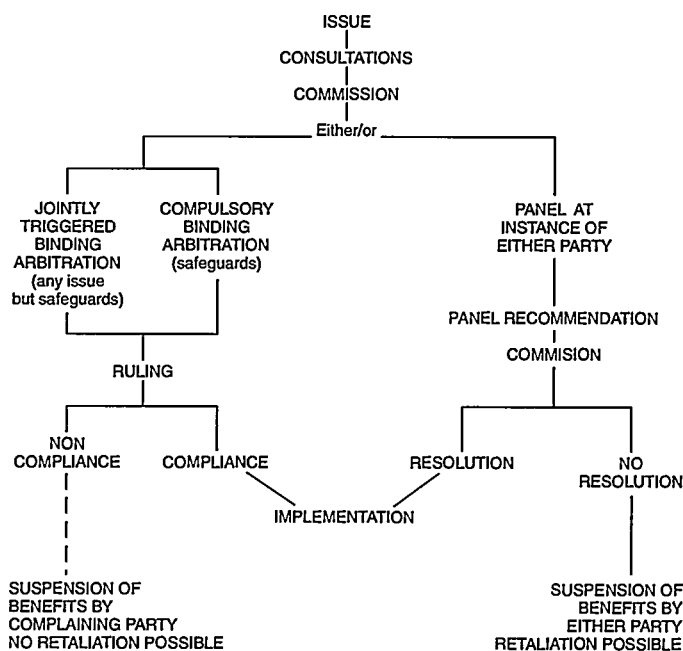 ISSUE
CONSULTATIONS
COMMISSION
Either/or
JOINTLY
TRIGGERED
BINDING
ARBITRATION
(any issue
but safeguards)
COMPULSORY
BINDING
ARBITRATION
(safeguards)
PANEL AT
INSTANCE OF
EITHER PARTY
PANEL RECOMMENDATION
COMMISION
RULING
NON
COMPLIANCE
COMPLIANCE
RESOLUTION
NO
RESOLUTION
IMPLEMENTATION
SUSPENSION OF
BENEFITS BY
COMPLAINING PARTY
NO RETALIATION POSSIBLE
SUSPENSION OF
BENEFITS BY
EITHER PARTY
RETALIATION POSSIBLE